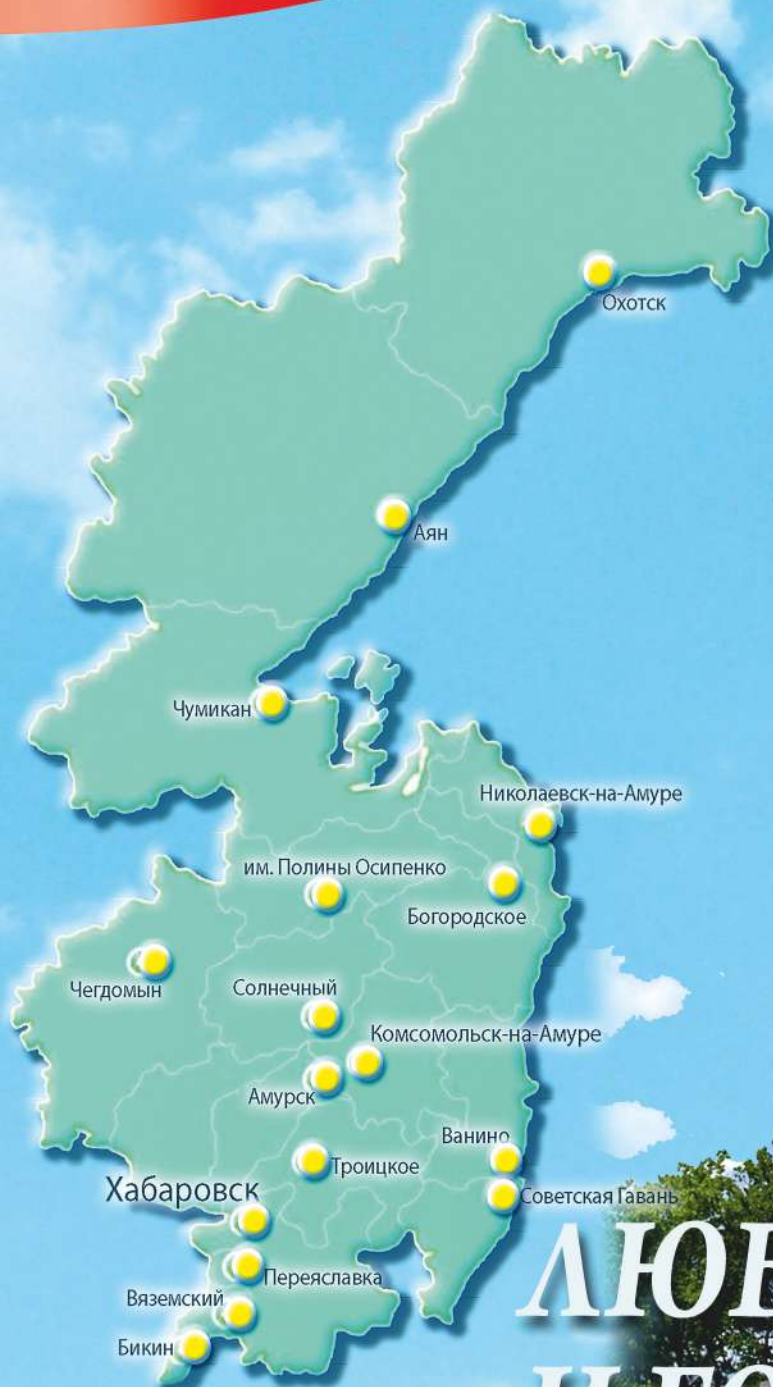 Охотск
Аян
Чумикан
Николаевск-на-Амуре
им. Полины Осипенко
Богородское
Чегдомын
Солнечный
Комсомольск-на-Амуре
Амурск
Ванино
Троицкое
Хабаровск
Советская Гавань
Переяславка
Вяземский
Бикин